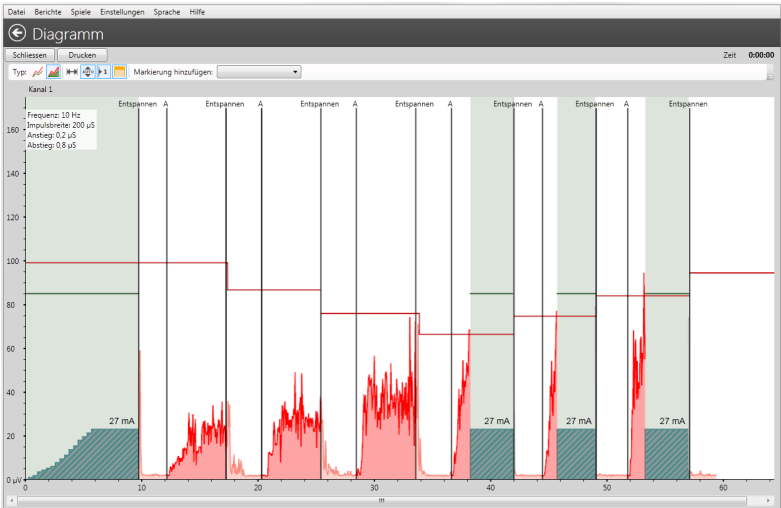 Datei Berichte Spiele Einstellungen Sprache Hilfe
Diagramm
Schliessen Drucken Zeit 0:00:00
Typ: AUTO 1 Markierung hinzufügen:
Kanal 1
Entspannen A Entspannen A Entspannen A Entspannen A Entspannen A Entspannen A Entspannen
Frequenz: 10 Hz
Impulsbreite: 200 µS
Anstieg: 0,2 µS
Abstieg: 0,8 µS
160
140
120
100
80
60
40
27 mA 27 mA 27 mA 27 mA
20
0 µV
0 10 20 30 40 50 60